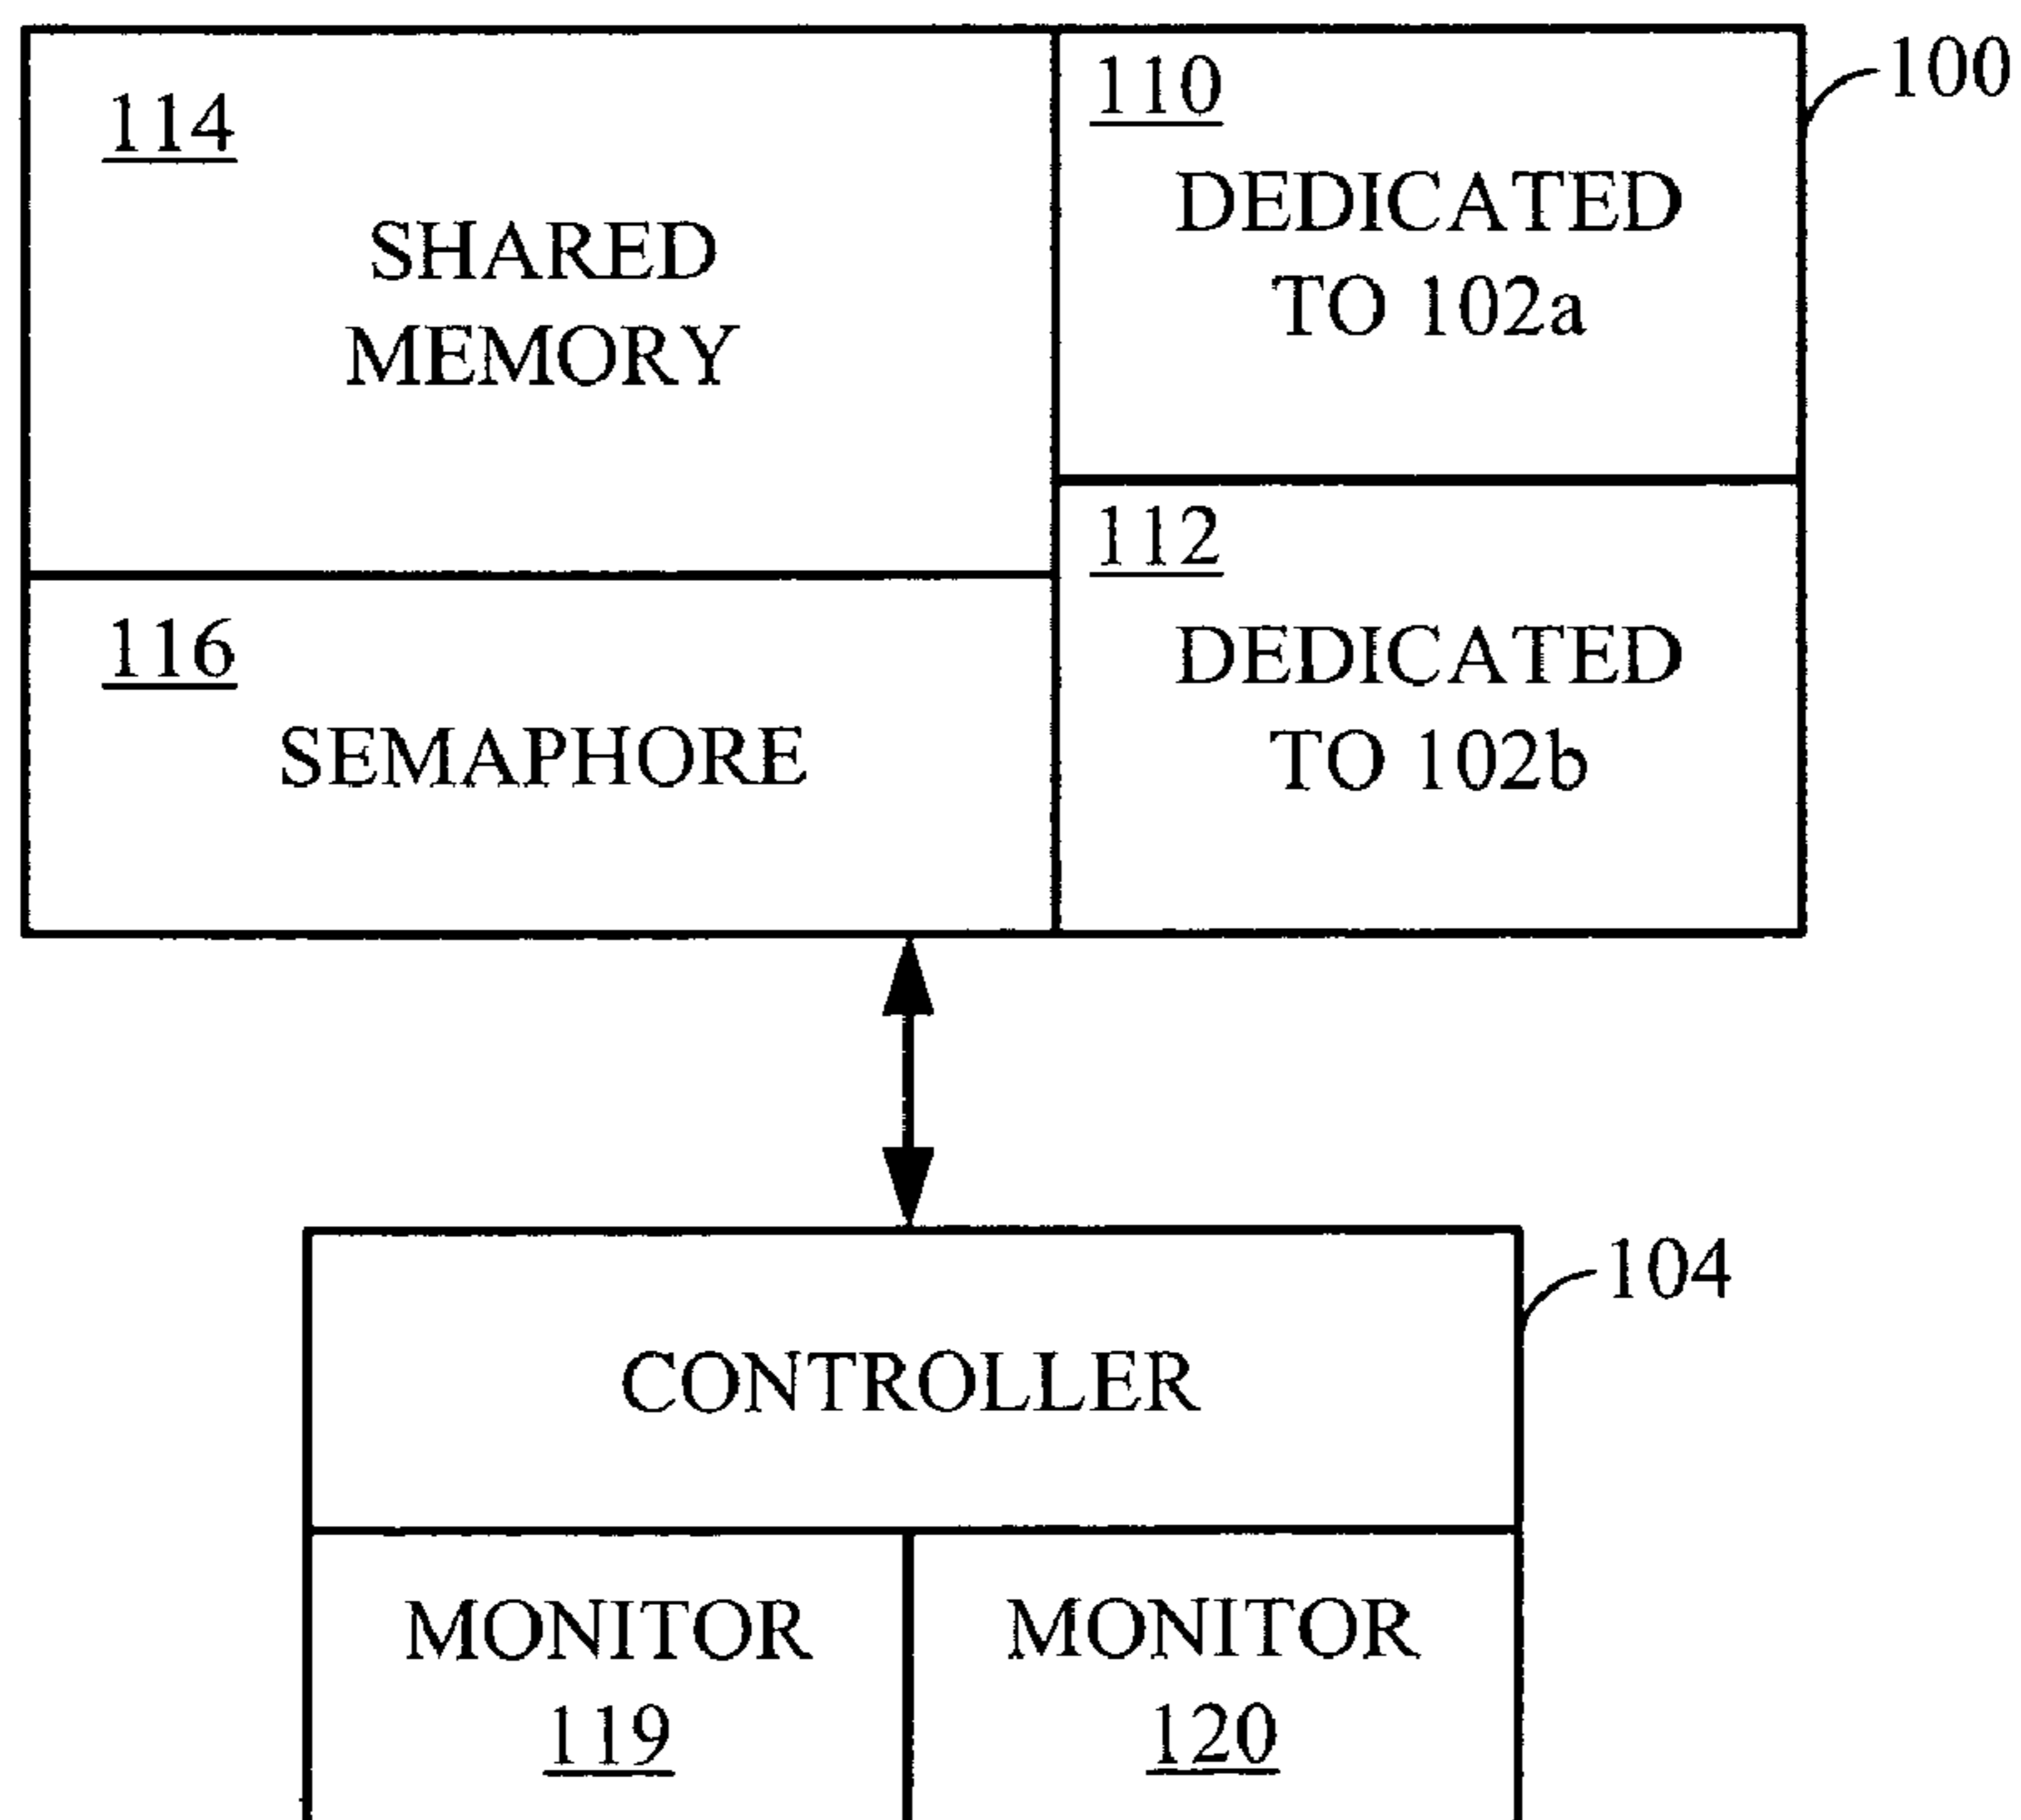 114
SHARED
MEMORY
110
DEDICATED
TO 102a
100
116
SEMAPHORE
112
DEDICATED
TO 102b
CONTROLLER
104
MONITOR
119
MONITOR
120